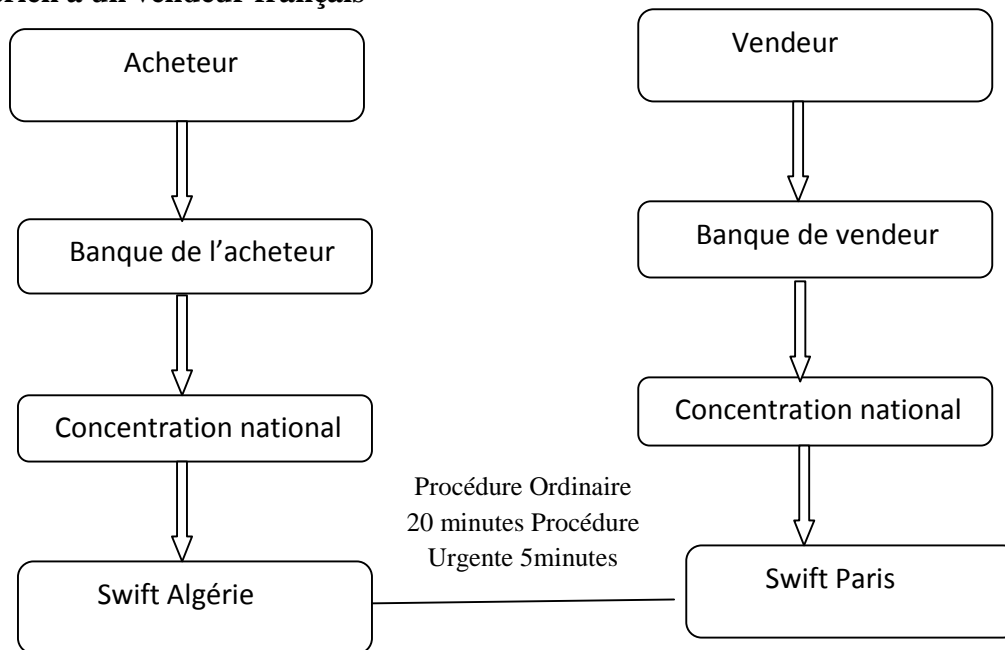 à un vendeur français
Acheteur
Vendeur
Banque de l’acheteur
Banque de vendeur
Concentration national
Concentration national
Procédure Ordinaire
20 minutes Procédure
Urgente 5minutes
Swift Algérie
Swift Paris